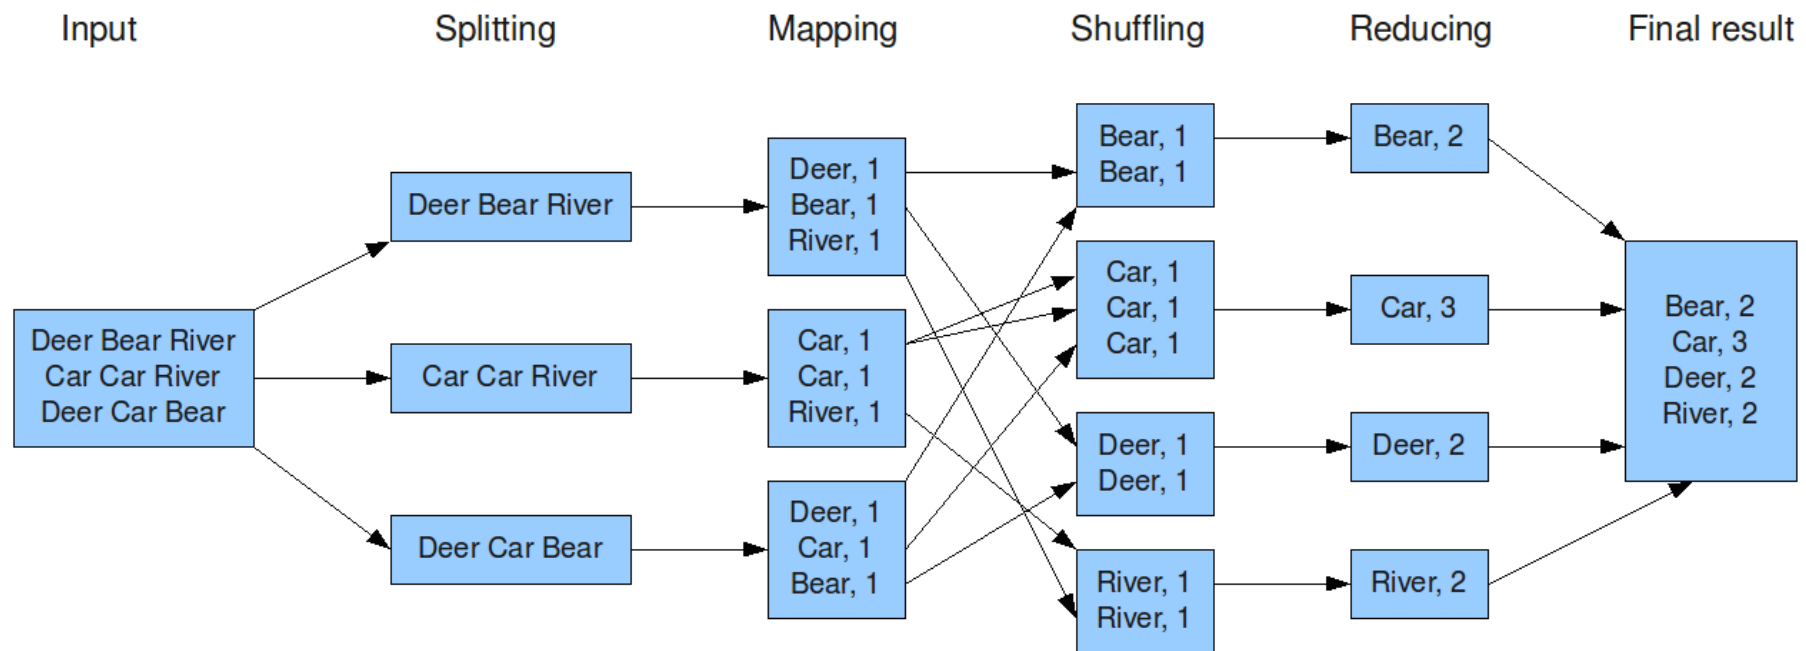 Input
Splitting
Mapping
Shuffling
Reducing
Final result
Deer Bear River
Car Car River
Deer Car Bear
Deer Bear River
Car Car River
Deer Car Bear
Deer, 1
Bear, 1
River, 1
Car, 1
Car, 1
River, 1
Deer, 1
Car, 1
Bear, 1
Bear, 1
Bear, 1
Car, 1
Car, 1
Car, 1
Deer, 1
Deer, 1
River, 1
River, 1
Bear, 2
Car, 3
Deer, 2
River, 2
Bear, 2
Car, 3
Deer, 2
River, 2